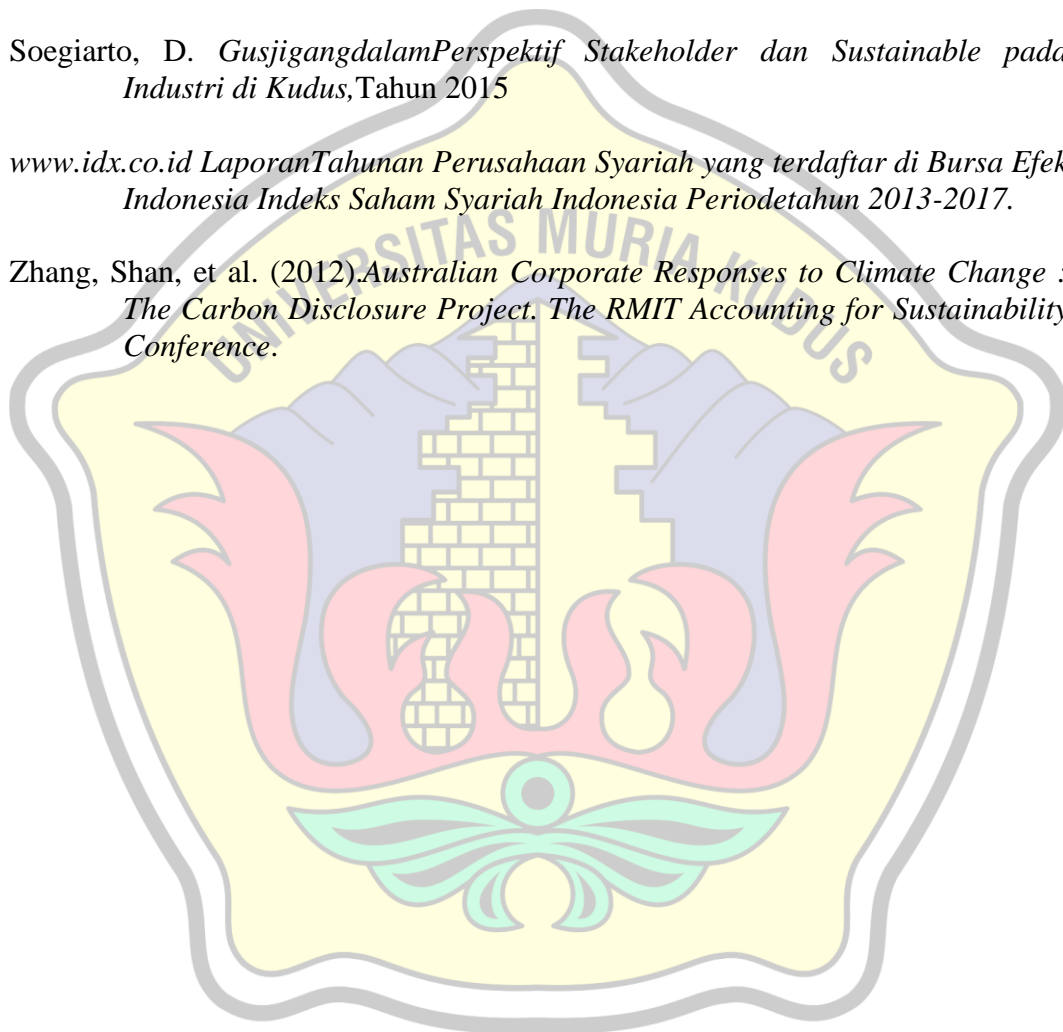 Soegiarto, D. GusjigangdalamPerspektif Stakeholder dan Sustainable pada
Industri di Kudus,Tahun 2015
www.idx.co.id LaporanTahunan Perusahaan Syariah yang terdaftar di Bursa Efek
Indonesia Indeks Saham Syariah Indonesia Periodetahun 2013-2017.
Zhang, Shan, et al. (2012).Australian Corporate Responses to Climate Change :
The Carbon Disclosure Project. The RMIT Accounting for Sustainability
Conference.
UNIVERSITAS MURIA KUDUS